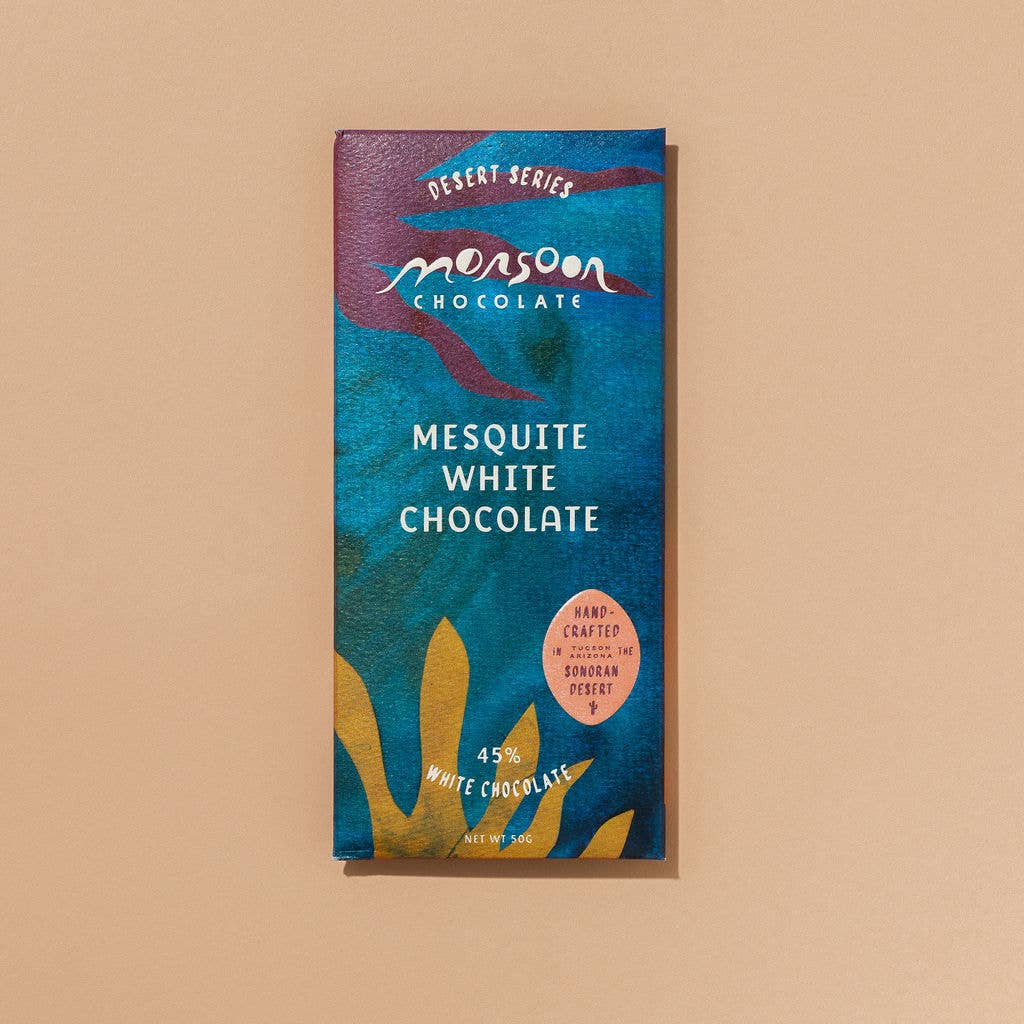 DESERT SERIES
monsoon
CHOCOLATE
MESQUITE
WHITE
CHOCOLATE
HAND-
CRAFTED
IN TUCSON ARIZONA THE
SONORAN
DESERT
45%
WHITE CHOCOLATE
NET WT 50G